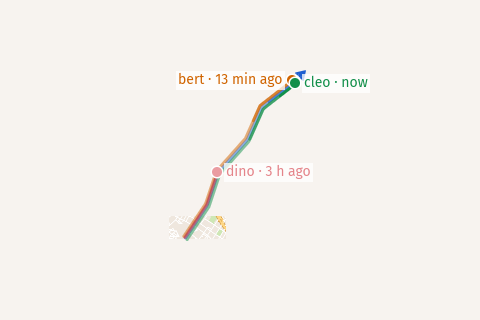 bert · 13 min ago
cleo · now
dino · 3 h ago